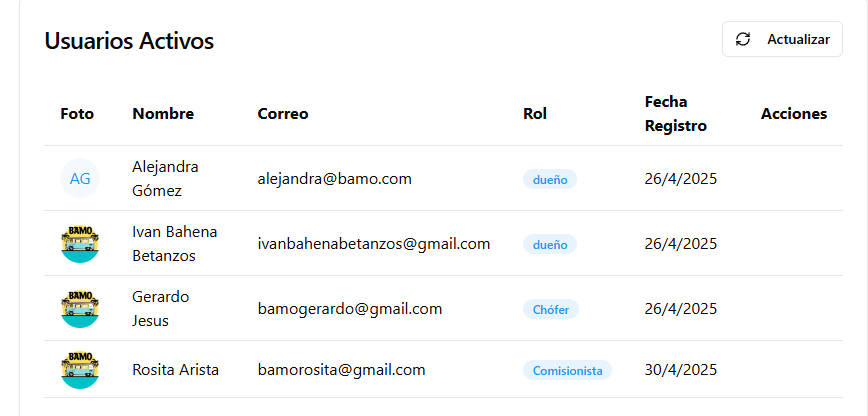 Usuarios Activos
Actualizar
Foto Nombre Correo Rol Fecha Registro Acciones
AG Alejandra Gómez alejandra@bamo.com dueño 26/4/2025
BAMO Ivan Bahena Betanzos ivanbahenabetanzos@gmail.com dueño 26/4/2025
BAMO Gerardo Jesus bamogerardo@gmail.com Chófer 26/4/2025
BAMO Rosita Arista bamorosita@gmail.com Comisionista 30/4/2025